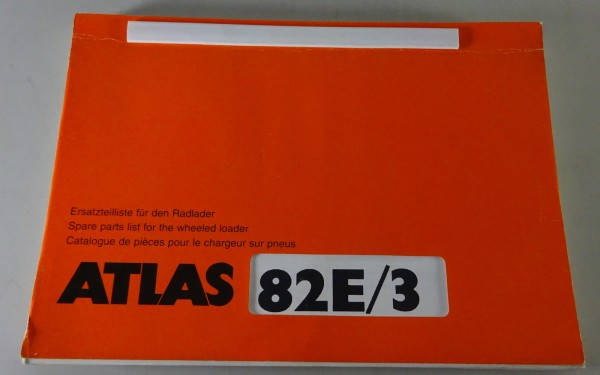 Ersatzteilliste für den Radlader
Spare parts list for the wheeled loader
Catalogue de pièces pour le chargeur sur pneus
ATLAS 82E/3